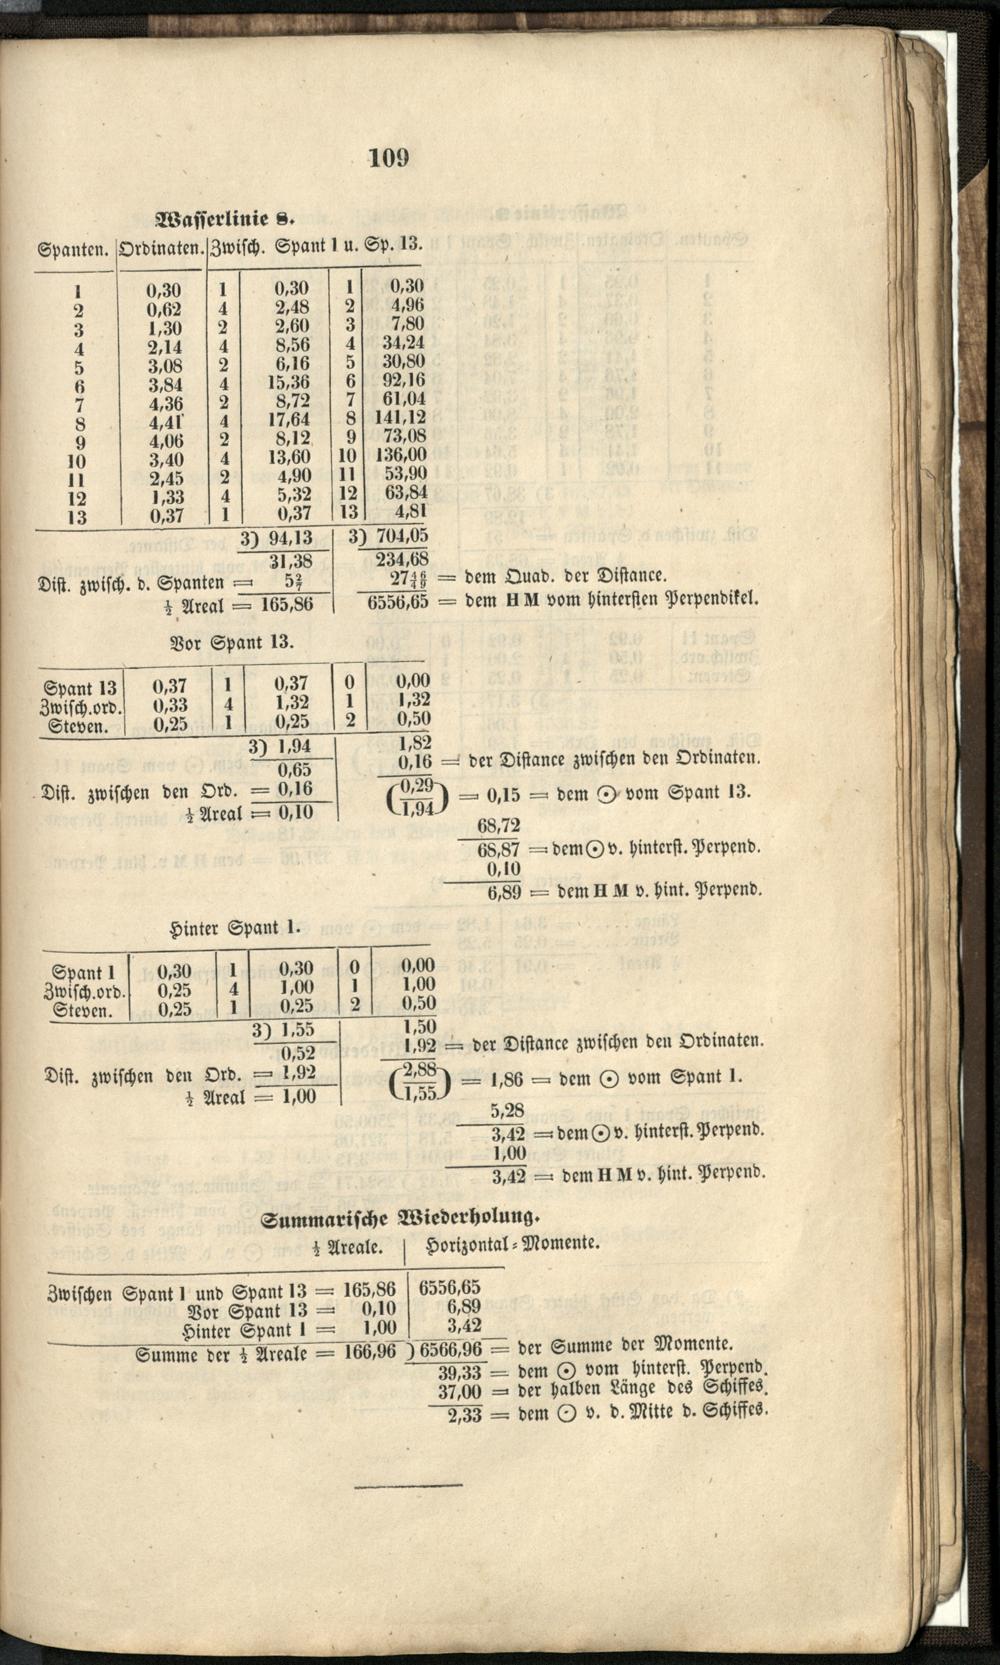 109
Wasserlinie 8.
Spanten. Ordinaten. Zwisch. Spant 1 u. Sp. 13.
1 0,30 1 0,30 1 0,30
2 0,62 4 2,48 2 4,96
3 1,30 2 2,60 3 7,80
4 2,14 4 8,56 4 34,24
5 3,08 2 6,16 5 30,80
6 3,84 4 15,36 6 92,16
7 4,36 2 8,72 7 61,04
8 4,41 4 17,64 8 141,12
9 4,06 2 8,12 9 73,08
10 3,40 4 13,60 10 136,00
11 2,45 2 4,90 11 53,90
12 1,33 4 5,32 12 63,84
13 0,37 1 0,37 13 4,81
3) 94,13 3) 704,05
31,38 234,68
Dist. zwisch. d. Spanten = 5 2/7 27 46/49 = dem Quad. der Distance.
½ Areal = 165,86 6556,65 = dem H M vom hintersten Perpendikel.
Vor Spant 13.
Spant 13 0,37 1 0,37 0 0,00
Zwisch.ord. 0,33 4 1,32 1 1,32
Steven. 0,25 1 0,25 2 0,50
3) 1,94 1,82
0,65 0,16 = der Distance zwischen den Ordinaten.
Dist. zwischen den Ord. = 0,16 (0,29/1,94) = 0,15 = dem ⊙ vom Spant 13.
½ Areal = 0,10
68,72
68,87 = dem ⊙ v. hinterst. Perpend.
0,10
6,89 = dem H M v. hint. Perpend.
Hinter Spant 1.
Spant 1 0,30 1 0,30 0 0,00
Zwisch.ord. 0,25 4 1,00 1 1,00
Steven. 0,25 1 0,25 2 0,50
3) 1,55 1,50
0,52 1,92 = der Distance zwischen den Ordinaten.
Dist. zwischen den Ord. = 1,92 (2,88/1,55) = 1,86 = dem ⊙ vom Spant 1.
½ Areal = 1,00
5,28
3,42 = dem ⊙ v. hinterst. Perpend.
1,00
3,42 = dem H M v. hint. Perpend.
Summarische Wiederholung.
½ Areale. Horizontal-Momente.
Zwischen Spant 1 und Spant 13 = 165,86 6556,65
Vor Spant 13 = 0,10 6,89
Hinter Spant 1 = 1,00 3,42
Summe der ½ Areale = 166,96 ) 6566,96 = der Summe der Momente.
39,33 = dem ⊙ vom hinterst. Perpend.
37,00 = der halben Länge des Schiffes.
2,33 = dem ⊙ v. d. Mitte d. Schiffes.